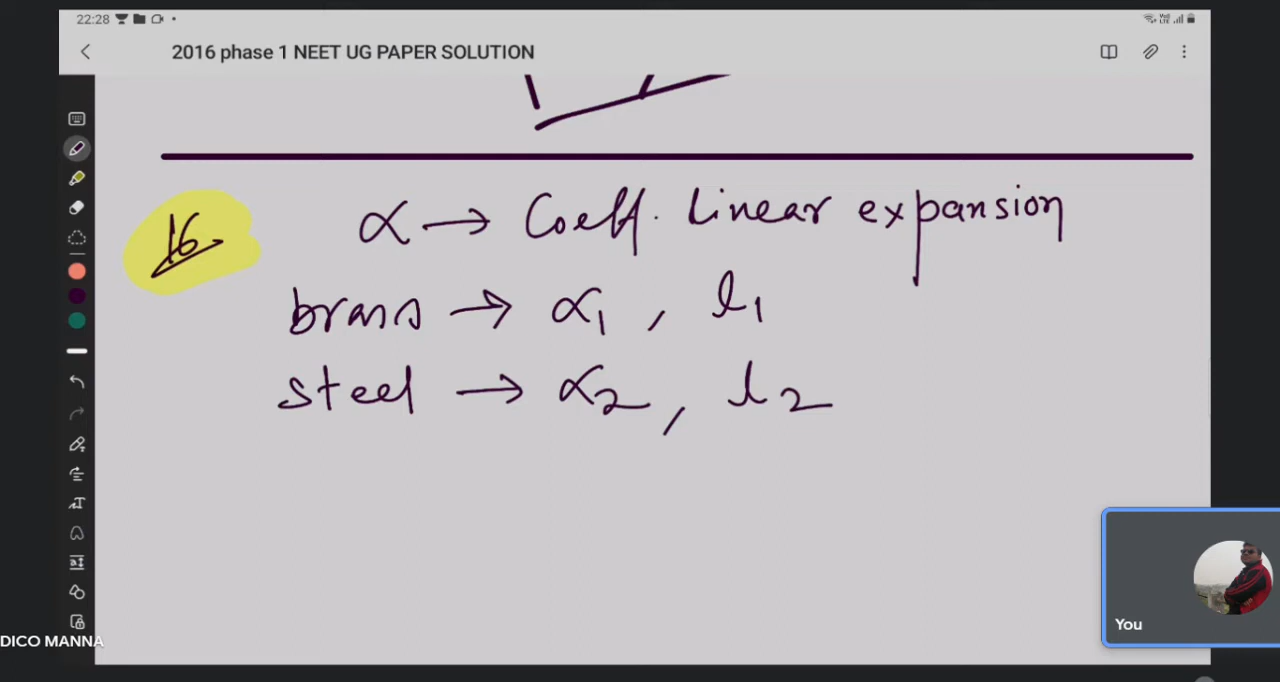 22:28
2016 phase 1 NEET UG PAPER SOLUTION
16. α → Coeff. Linear expansion
brass → α1, l1
steel → α2, l2
You
DICO MANNA